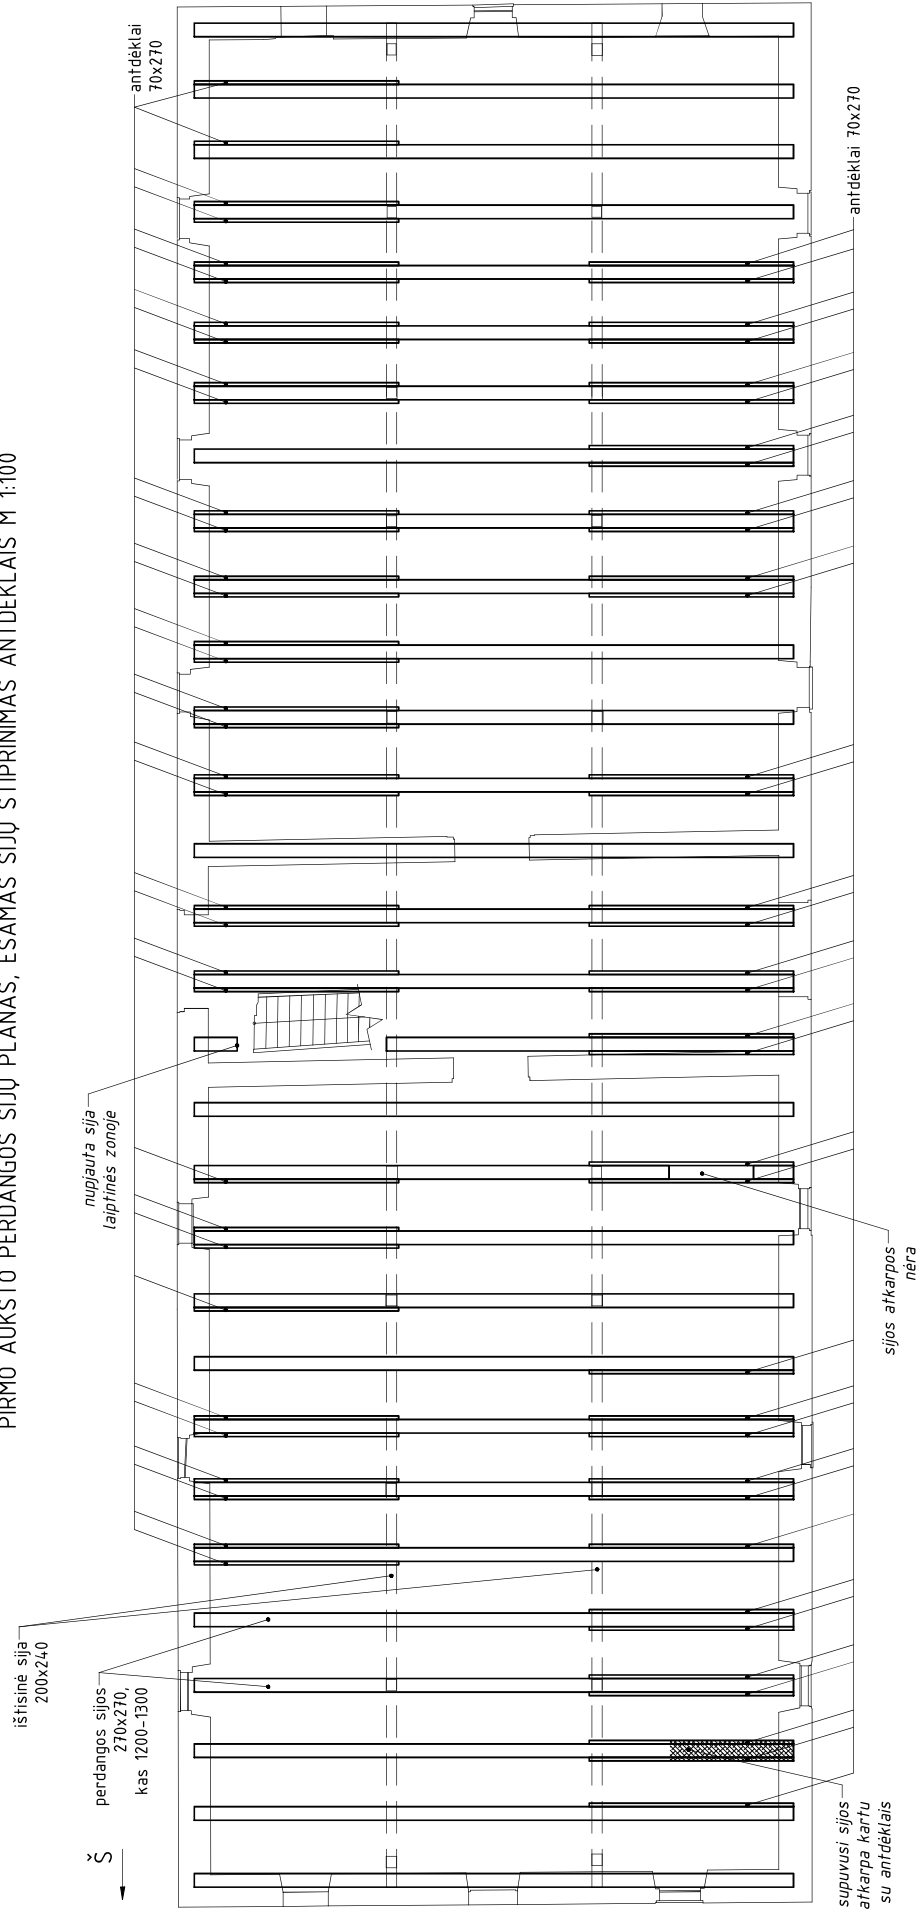 PIRMO AUKŠTO PERDANGOS SIJŲ PLANAS, ESAMAS SIJŲ STIPRINIMAS ANTDĖKLAIS M 1:100
antdėklai
70x270
antdėklai 70x270
nupjauta sija
laiptinės zonoje
sijos atkarpos
nėra
ištisinė sija
200x240
perdangos sijos
270x270,
kas 1200-1300
Š
supuvusi sijos
atkarpa kartu
su antdėklais